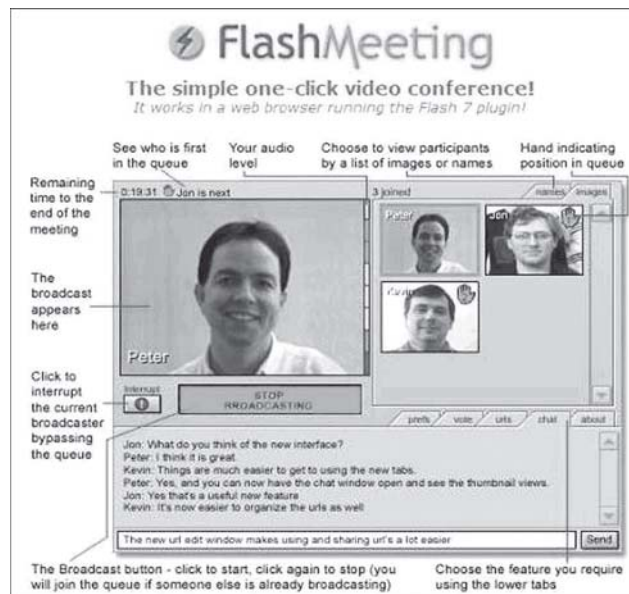 FlashMeeting
The simple one-click video conference!
It works in a web browser running the Flash 7 plugin!
See who is first
in the queue
Your audio
level
Choose to view participants
by a list of images or names
Hand indicating
position in queue
Remaining
time to the
end of the
meeting
0:19:31 Jon is next
3 joined
names
images
Peter
Jon
Kevin
The
broadcast
appears
here
Peter
Click to
interrupt
the current
broadcaster
bypassing
the queue
Interrupt
STOP
BROADCASTING
prefs
vote
urls
chat
about
Jon: What do you think of the new interface?
Peter: I think it is great.
Kevin: Things are much easier to get to using the new tabs.
Peter: Yes, and you can now have the chat window open and see the thumbnail views.
Jon: Yes that's a useful new feature
Kevin: It's now easier to organize the urls as well
The new url edit window makes using and sharing url's a lot easier
Send
The Broadcast button - click to start, click again to stop (you
will join the queue if someone else is already broadcasting)
Choose the feature you require
using the lower tabs